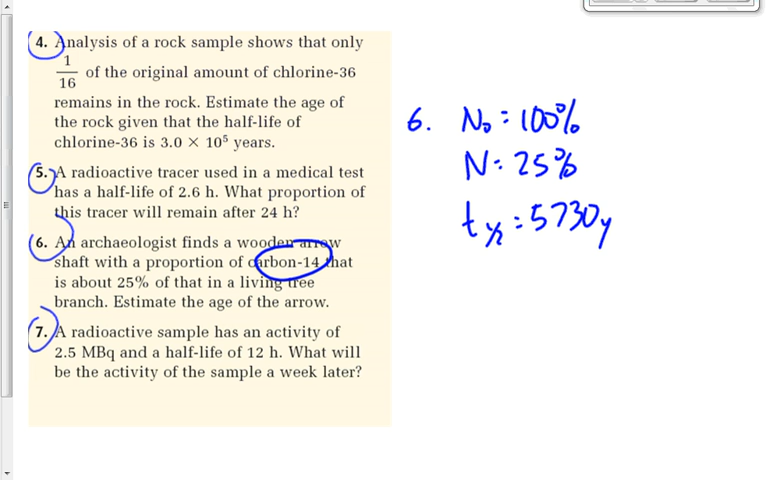 4. Analysis of a rock sample shows that only
1/16 of the original amount of chlorine-36
remains in the rock. Estimate the age of
the rock given that the half-life of
chlorine-36 is 3.0 × 10⁵ years.
5. A radioactive tracer used in a medical test
has a half-life of 2.6 h. What proportion of
this tracer will remain after 24 h?
6. An archaeologist finds a wooden arrow
shaft with a proportion of carbon-14 that
is about 25% of that in a living tree
branch. Estimate the age of the arrow.
7. A radioactive sample has an activity of
2.5 MBq and a half-life of 12 h. What will
be the activity of the sample a week later?
6. N₀ = 100%
N = 25%
t½ = 5730y